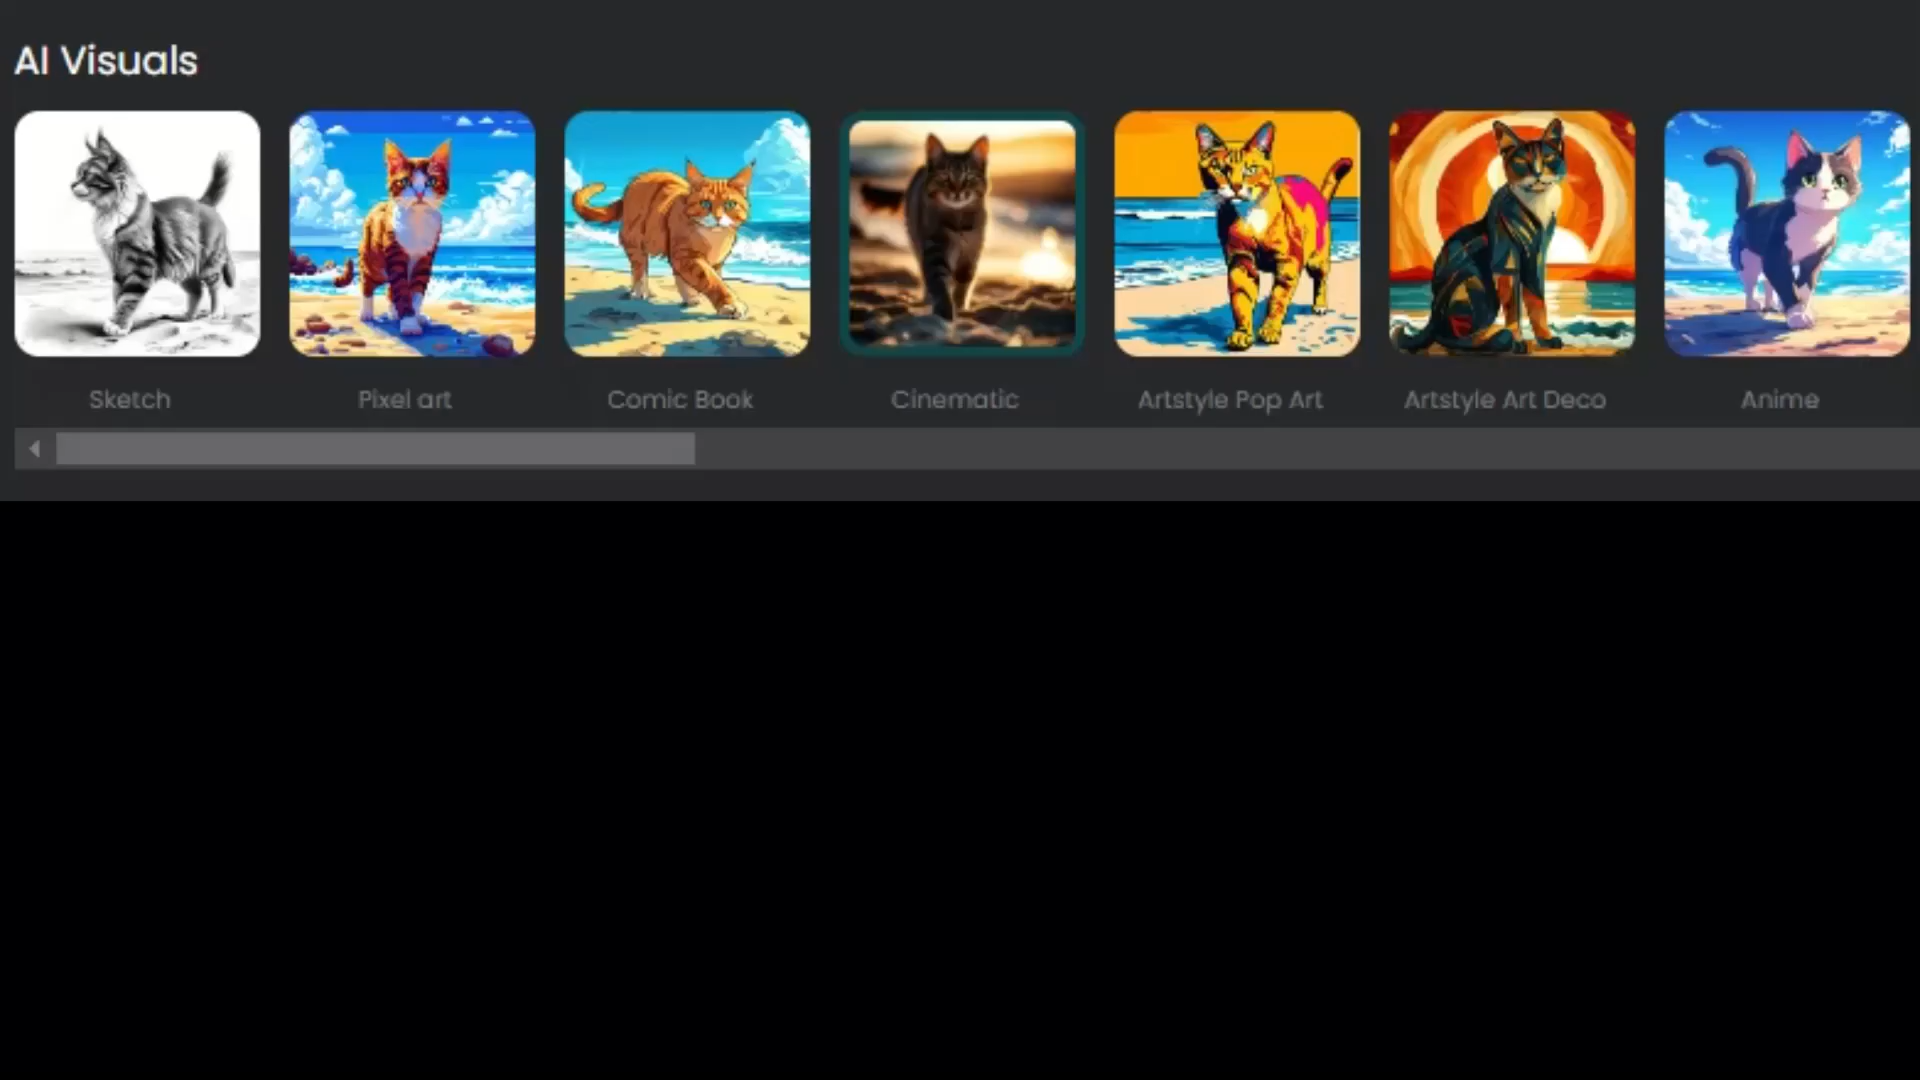 AI Visuals
Sketch
Pixel art
Comic Book
Cinematic
Artstyle Pop Art
Artstyle Art Deco
Anime